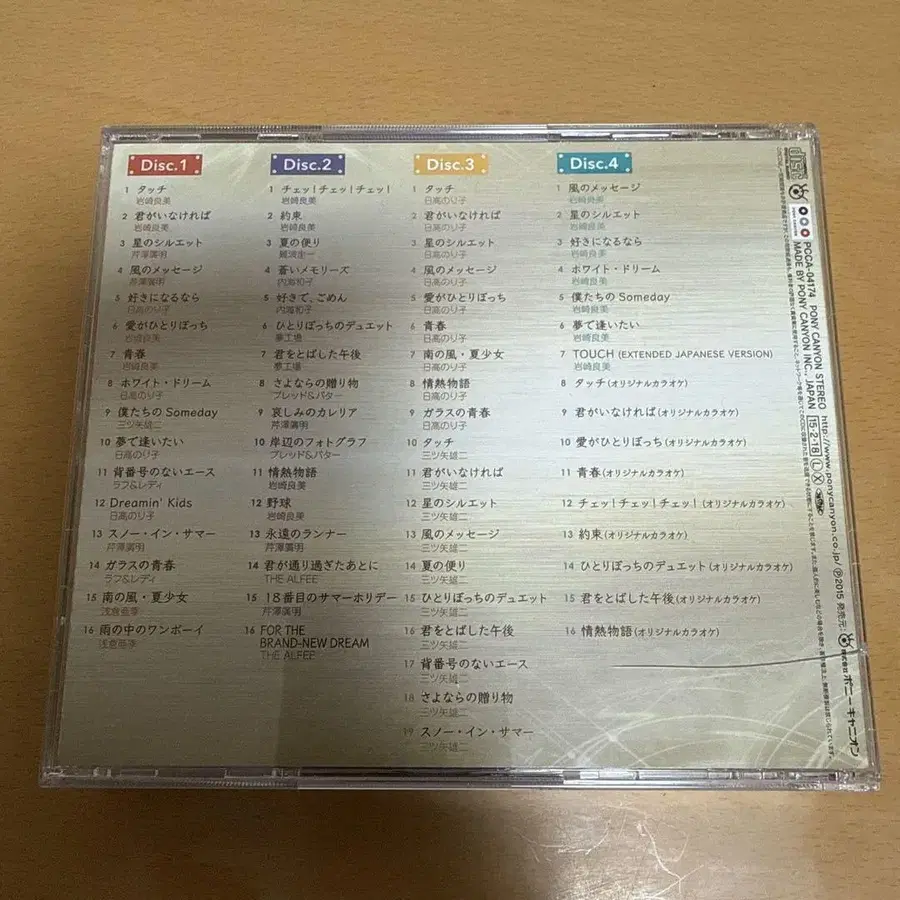 Disc.1
1 タッチ
岩崎良美
2 君がいなければ
岩崎良美
3 星のシルエット
芹澤廣明
4 風のメッセージ
芹澤廣明
5 好きになるなら
日高のり子
6 愛がひとりぼっち
岩崎良美
7 青春
岩崎良美
8 ホワイト・ドリーム
日高のり子
9 僕たちの Someday
三ツ矢雄二
10 夢で逢いたい
日高のり子
11 背番号のないエース
ラフ&レディ
12 Dreamin' Kids
日高のり子
13 スノー・イン・サマー
芹澤廣明
14 ガラスの青春
ラフ&レディ
15 南の風・夏少女
浅倉亜季
16 雨の中のワンボーイ
浅倉亜季
Disc.2
1 チェッ!チェッ!チェッ!
岩崎良美
2 約束
岩崎良美
3 夏の便り
難波圭一
4 蒼いメモリーズ
内海和子
5 好きで、ごめん
内海和子
6 ひとりぼっちのデュエット
夢工場
7 君をとばした午後
夢工場
8 さよならの贈り物
ブレッド&バター
9 哀しみのカレリア
芹澤廣明
10 岸辺のフォトグラフ
ブレッド&バター
11 情熱物語
岩崎良美
12 野球
岩崎良美
13 永遠のランナー
芹澤廣明
14 君が通り過ぎたあとに
THE ALFEE
15 18番目のサマーホリデー
芹澤廣明
16 FOR THE
BRAND-NEW DREAM
THE ALFEE
Disc.3
1 タッチ
日高のり子
2 君がいなければ
日高のり子
3 星のシルエット
日高のり子
4 風のメッセージ
日高のり子
5 愛がひとりぼっち
日高のり子
6 青春
日高のり子
7 南の風・夏少女
日高のり子
8 情熱物語
日高のり子
9 ガラスの青春
日高のり子
10 タッチ
三ツ矢雄二
11 君がいなければ
三ツ矢雄二
12 星のシルエット
三ツ矢雄二
13 風のメッセージ
三ツ矢雄二
14 夏の便り
三ツ矢雄二
15 ひとりぼっちのデュエット
三ツ矢雄二
16 君をとばした午後
三ツ矢雄二
17 背番号のないエース
三ツ矢雄二
18 さよならの贈り物
三ツ矢雄二
19 スノー・イン・サマー
三ツ矢雄二
Disc.4
1 風のメッセージ
岩崎良美
2 星のシルエット
岩崎良美
3 好きになるなら
岩崎良美
4 ホワイト・ドリーム
岩崎良美
5 僕たちの Someday
岩崎良美
6 夢で逢いたい
岩崎良美
7 TOUCH (EXTENDED JAPANESE VERSION)
岩崎良美
8 タッチ(オリジナルカラオケ)
9 君がいなければ(オリジナルカラオケ)
10 愛がひとりぼっち(オリジナルカラオケ)
11 青春(オリジナルカラオケ)
12 チェッ!チェッ!チェッ!(オリジナルカラオケ)
13 約束(オリジナルカラオケ)
14 ひとりぼっちのデュエット(オリジナルカラオケ)
15 君をとばした午後(オリジナルカラオケ)
16 情熱物語(オリジナルカラオケ)
PCCA-04174 PONY CANYON STEREO http://www.ponycanyon.co.jp/ ℗2015 発売元: 株式会社 ポニーキャニオン
MADE BY PONY CANYON INC., JAPAN 15・2・18 L X